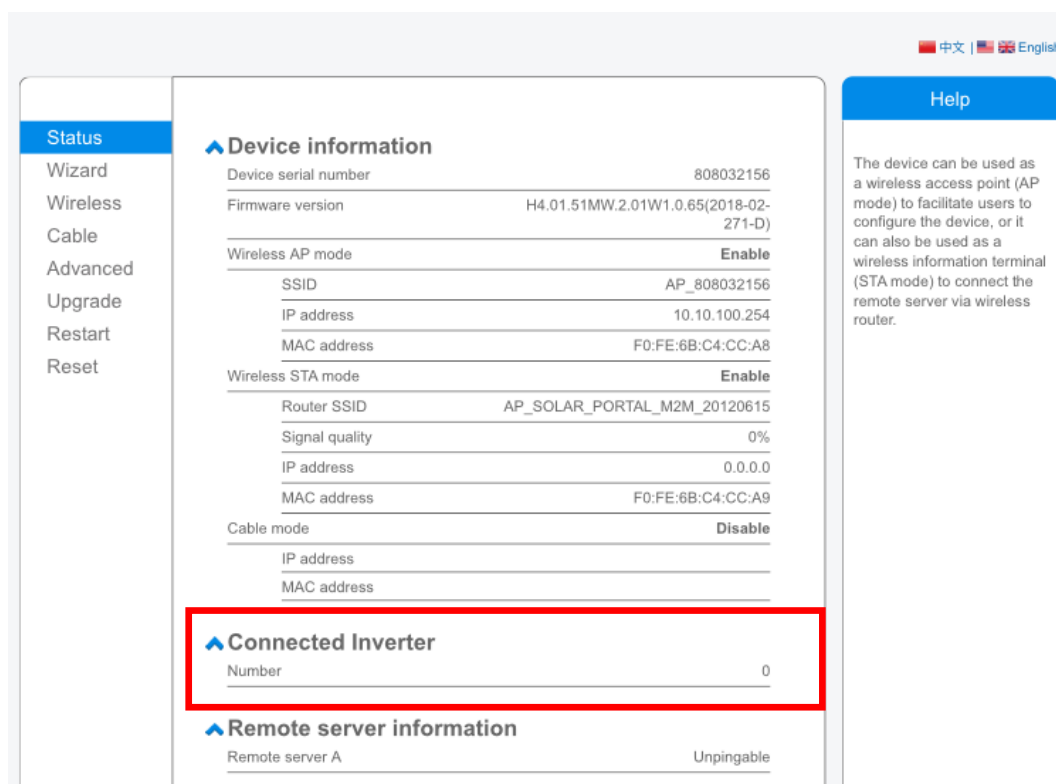 中文 | English
Help
Status
Wizard
Wireless
Cable
Advanced
Upgrade
Restart
Reset
Device information
Device serial number 808032156
Firmware version H4.01.51MW.2.01W1.0.65(2018-02-
271-D)
Wireless AP mode Enable
SSID AP_808032156
IP address 10.10.100.254
MAC address F0:FE:6B:C4:CC:A8
Wireless STA mode Enable
Router SSID AP_SOLAR_PORTAL_M2M_20120615
Signal quality 0%
IP address 0.0.0.0
MAC address F0:FE:6B:C4:CC:A9
Cable mode Disable
IP address
MAC address
Connected Inverter
Number 0
Remote server information
Remote server A Unpingable
The device can be used as
a wireless access point (AP
mode) to facilitate users to
configure the device, or it
can also be used as a
wireless information terminal
(STA mode) to connect the
remote server via wireless
router.